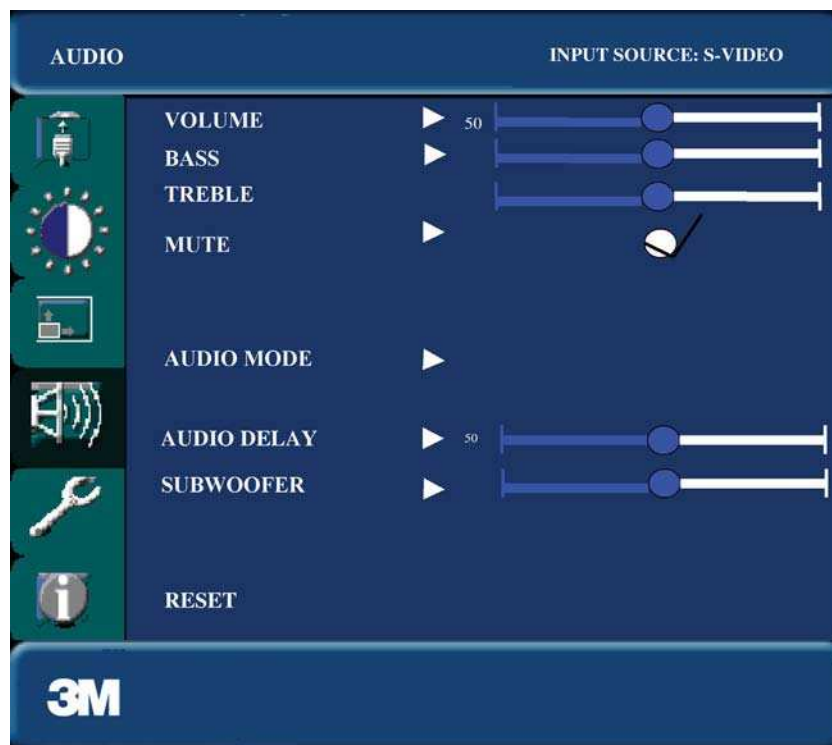 AUDIO INPUT SOURCE: S-VIDEO
VOLUME 50
BASS
TREBLE
MUTE
AUDIO MODE
AUDIO DELAY 50
SUBWOOFER
RESET
3M